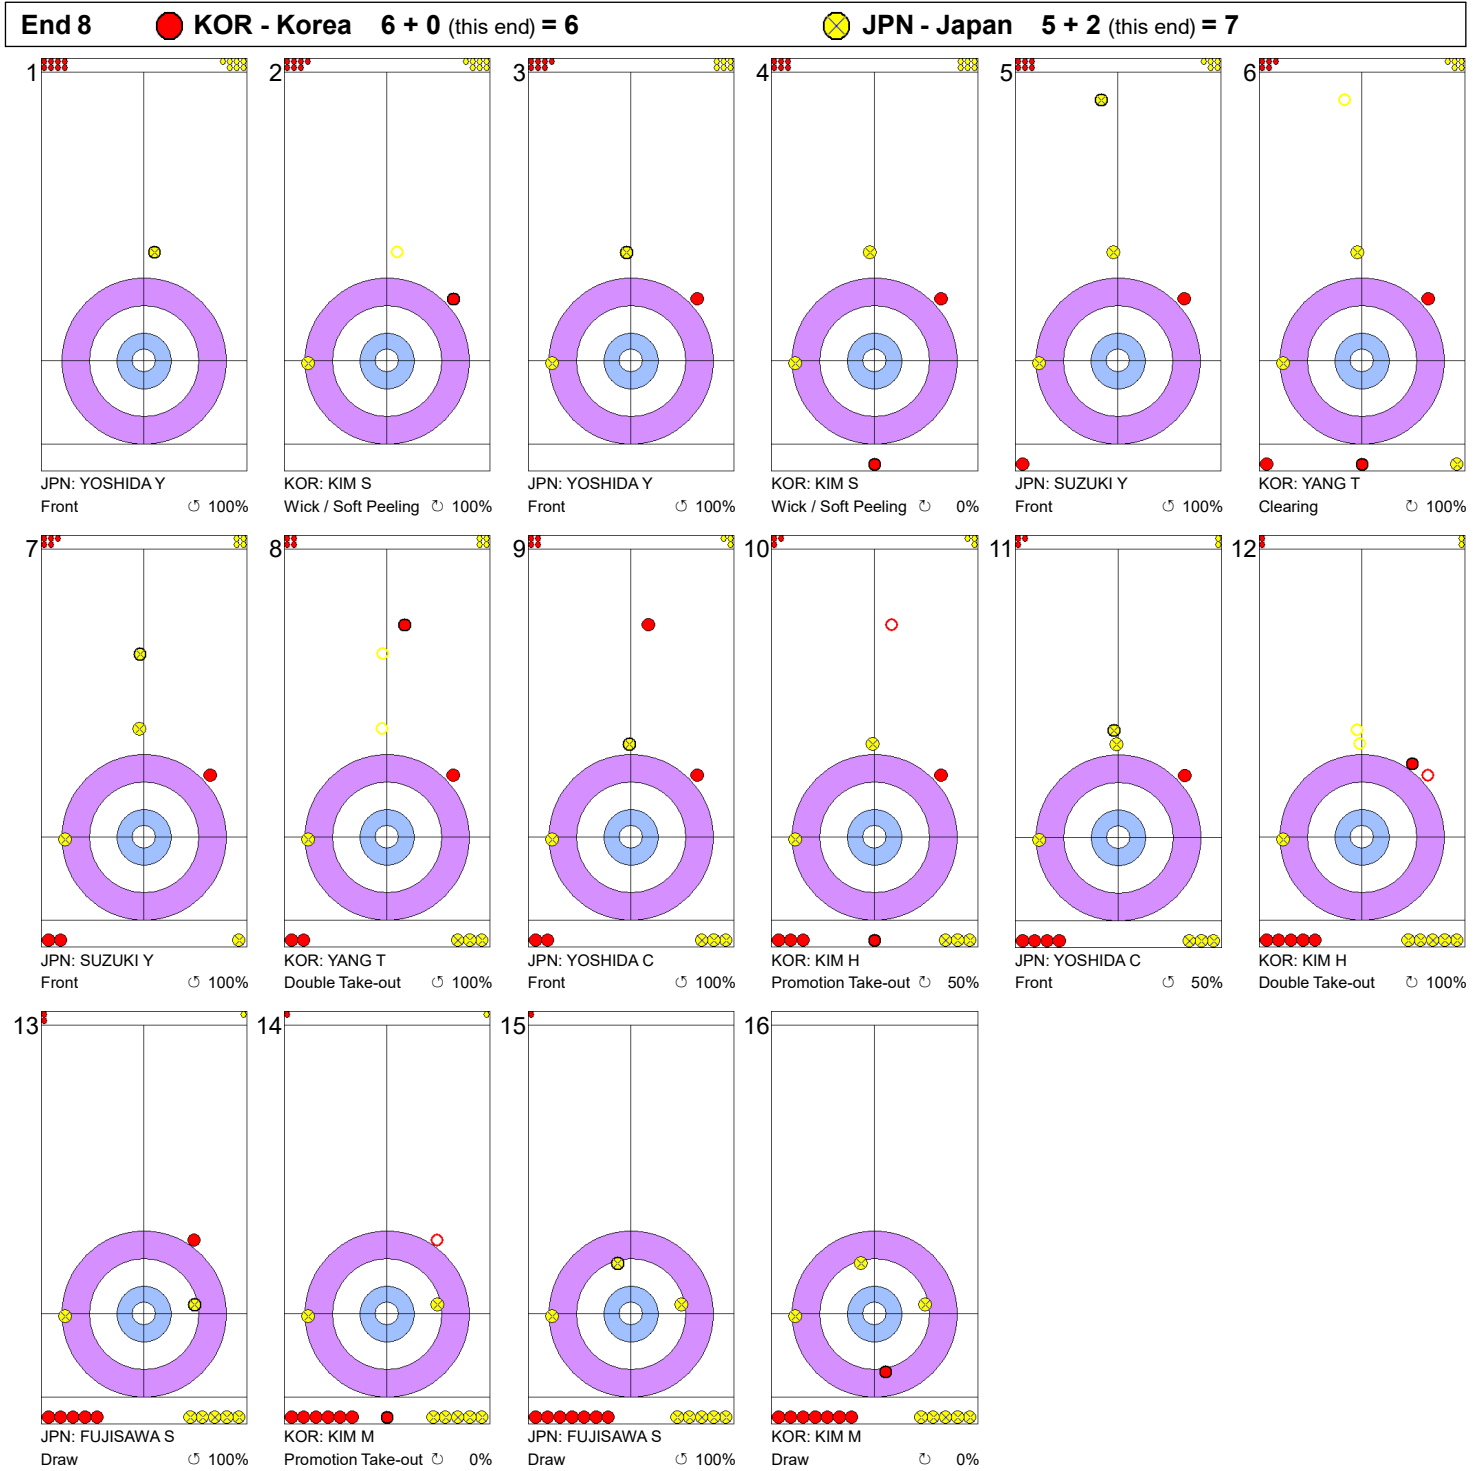 End 8 KOR - Korea 6 + 0 (this end) = 6 JPN - Japan 5 + 2 (this end) = 7
1 2 3 4 5 6
JPN: YOSHIDA Y KOR: KIM S JPN: YOSHIDA Y KOR: KIM S JPN: SUZUKI Y KOR: YANG T
Front ↺ 100% Wick / Soft Peeling ↻ 100% Front ↺ 100% Wick / Soft Peeling ↻ 0% Front ↺ 100% Clearing ↻ 100%
7 8 9 10 11 12
JPN: SUZUKI Y KOR: YANG T JPN: YOSHIDA C KOR: KIM H JPN: YOSHIDA C KOR: KIM H
Front ↺ 100% Double Take-out ↺ 100% Front ↺ 100% Promotion Take-out ↻ 50% Front ↺ 50% Double Take-out ↻ 100%
13 14 15 16
JPN: FUJISAWA S KOR: KIM M JPN: FUJISAWA S KOR: KIM M
Draw ↺ 100% Promotion Take-out ↻ 0% Draw ↺ 100% Draw ↻ 0%